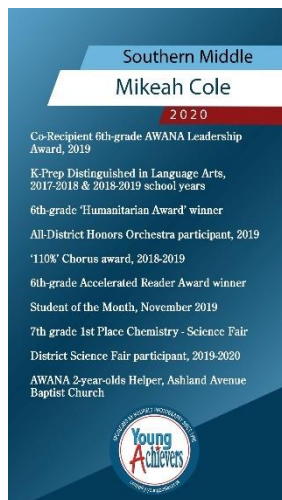 Southern Middle
Mikeah Cole
2020
Co-Recipient 6th-grade AWANA Leadership
Award, 2019
K-Prep Distinguished in Language Arts,
2017-2018 & 2018-2019 school years
6th-grade ‘Humanitarian Award’ winner
All-District Honors Orchestra participant, 2019
‘110%’ Chorus award, 2018-2019
6th-grade Accelerated Reader Award winner
Student of the Month, November 2019
7th grade 1st Place Chemistry - Science Fair
District Science Fair participant, 2019-2020
AWANA 2-year-olds Helper, Ashland Avenue
Baptist Church
Young
Achievers